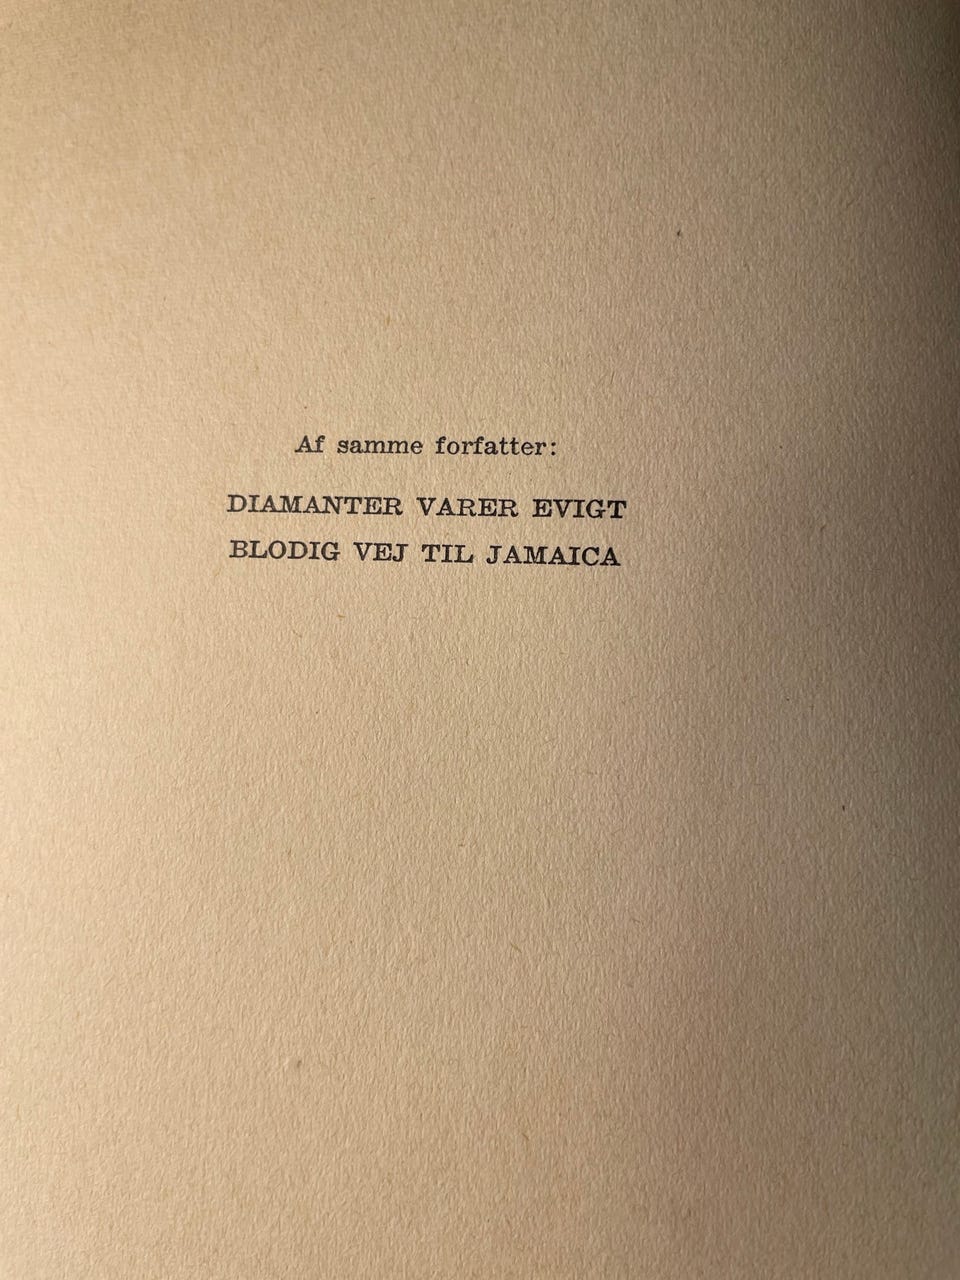 Af samme forfatter:
DIAMANTER VARER EVIGT
BLODIG VEJ TIL JAMAICA